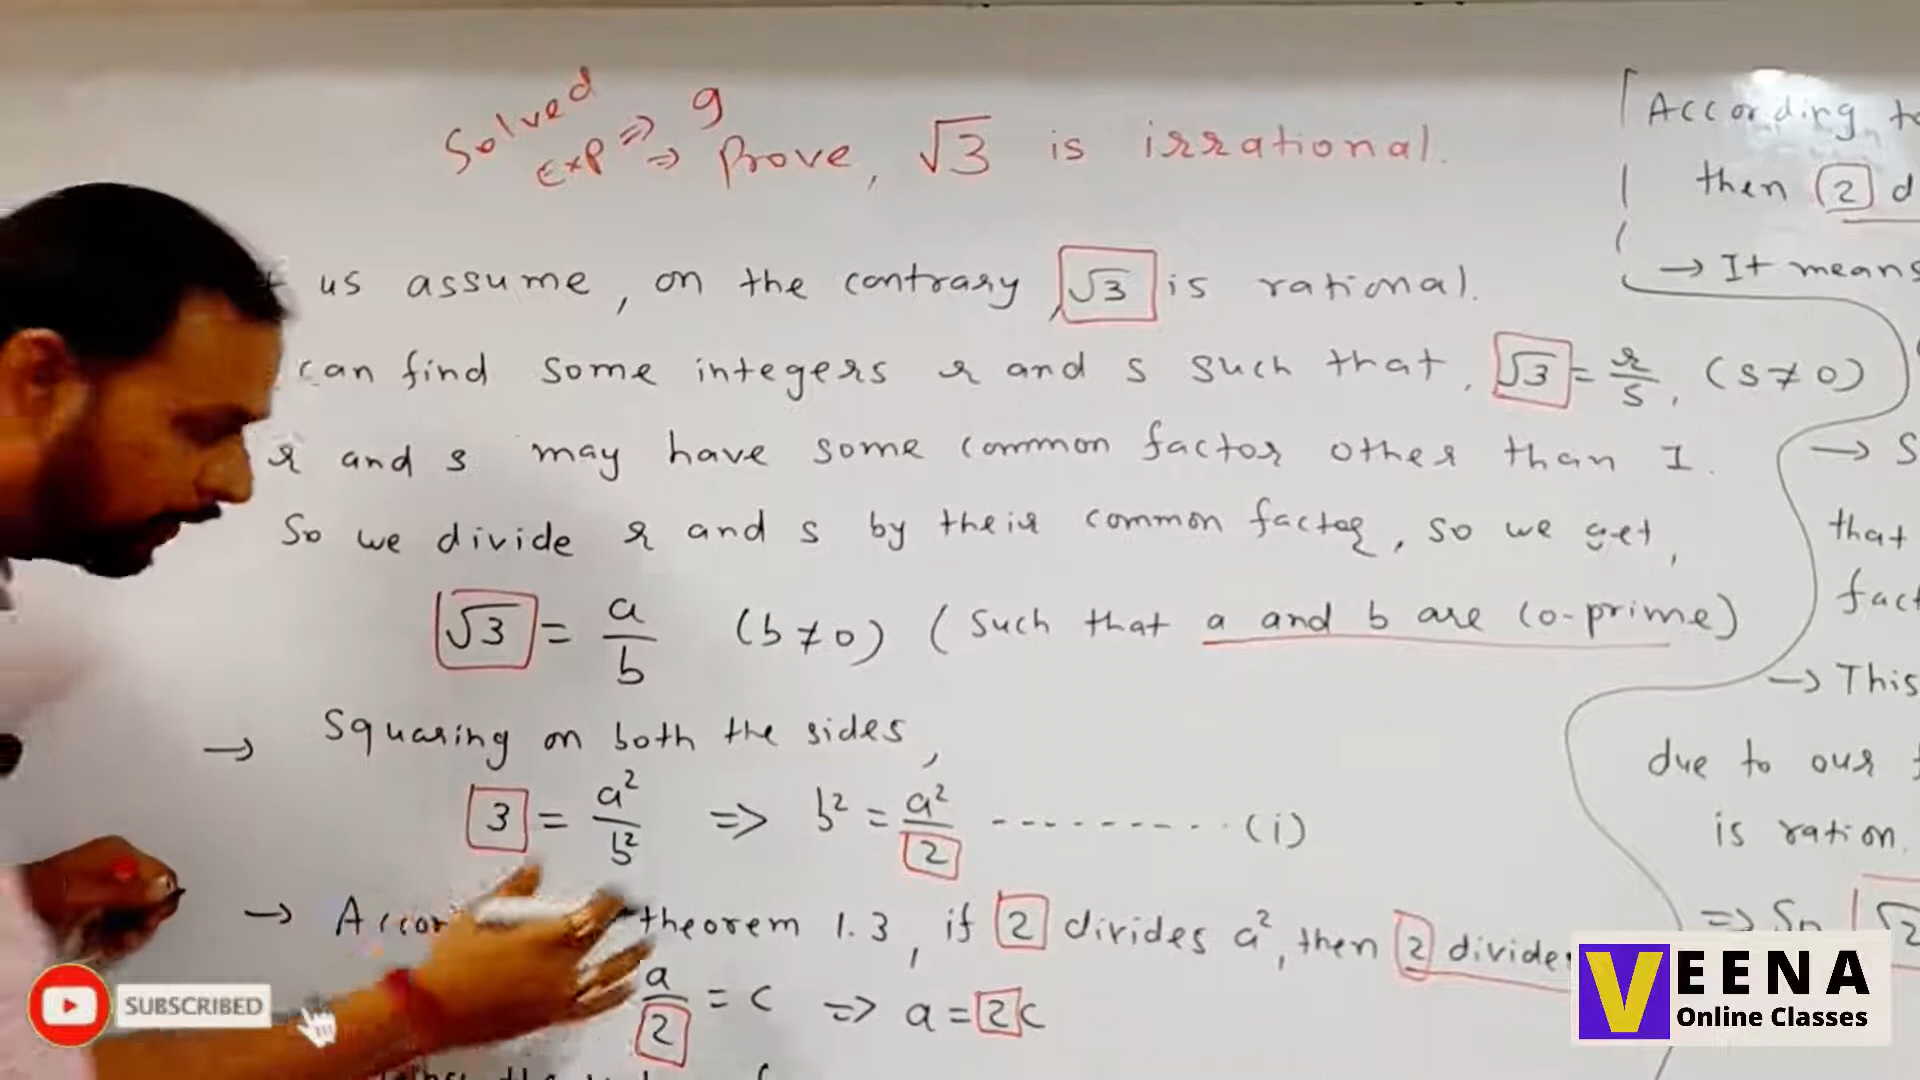 Solved
Exp => 9
=> Prove, √3 is irrational.
us assume, on the contrary, √3 is rational.
can find some integers r and s such that, √3 = r/s, (s≠0)
r and s may have some common factor other than 1.
So we divide r and s by their common factor, so we get,
√3 = a/b (b≠0) (such that a and b are co-prime)
→ Squaring on both the sides,
3 = a²/b² => b² = a²/2 ---------- (i)
→ theorem 1.3, if 2 divides a², then 2 divides
a/2 = c => a = 2c
According to
then 2 d
→ It means
→ S
that
fact
→ This
due to our
is ration.
=> So √2
SUBSCRIBED
VEENA
Online Classes